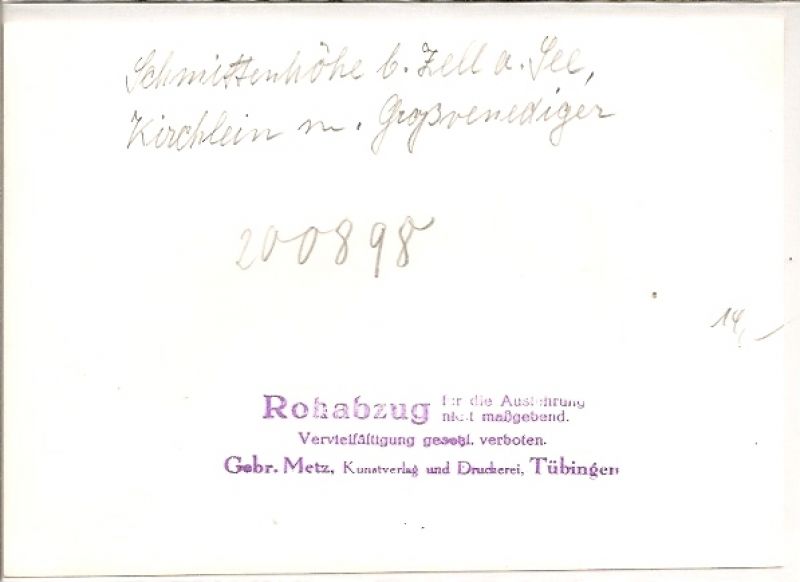 Schmittenhöhe b. Zell a. See,
Kirchlein m. Großvenediger
200898
14,-
Rohabzug für die Ausführung
nicht maßgebend.
Vervielfältigung gesetzl. verboten.
Gebr. Metz, Kunstverlag und Druckerei, Tübingen